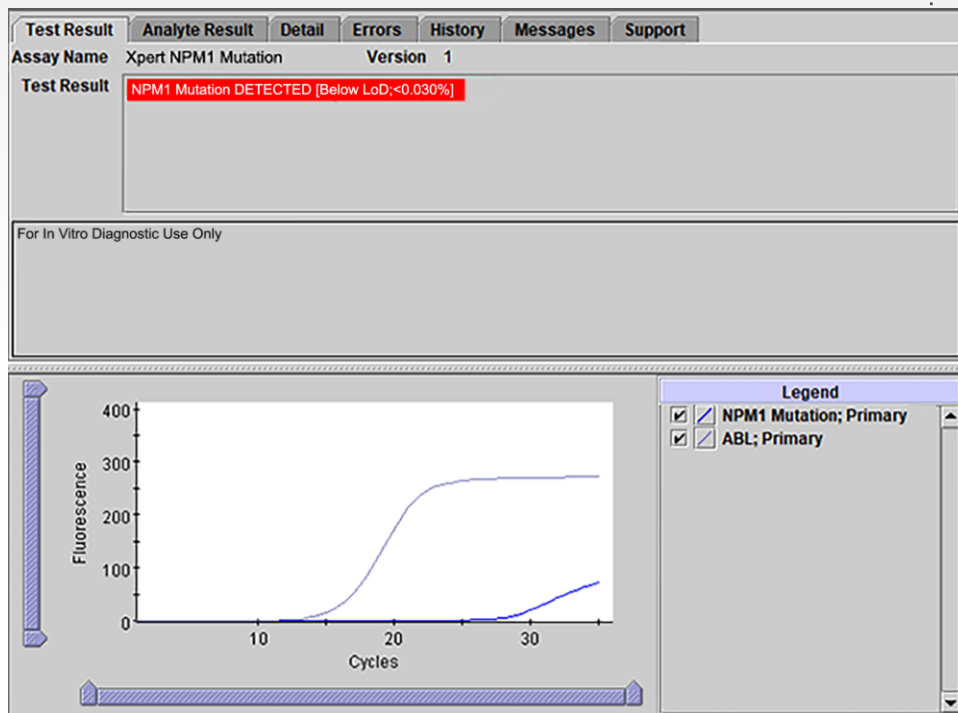 Test Result Analyte Result Detail Errors History Messages Support
Assay Name Xpert NPM1 Mutation Version 1
Test Result NPM1 Mutation DETECTED [Below LoD;<0.030%]
For In Vitro Diagnostic Use Only
Legend
NPM1 Mutation; Primary
ABL; Primary
400
300
200
100
0
Fluorescence
10 20 30
Cycles